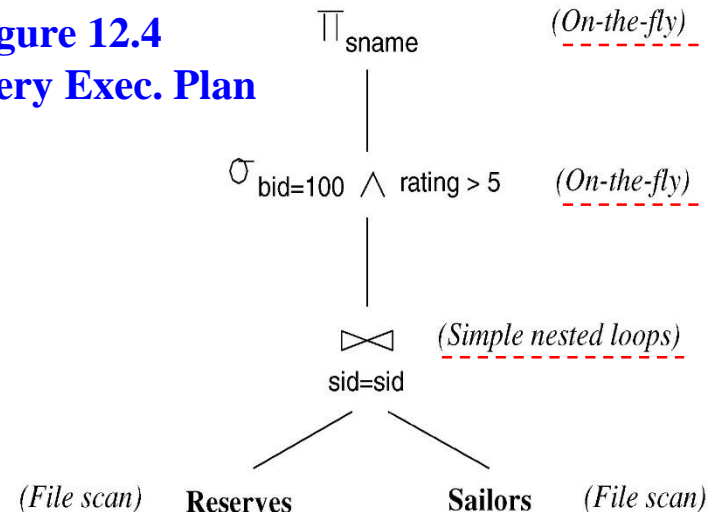 gure 12.4
ery Exec. Plan
π sname (On-the-fly)
σ bid=100 ∧ rating > 5 (On-the-fly)
⋈ (Simple nested loops)
sid=sid
(File scan) Reserves Sailors (File scan)